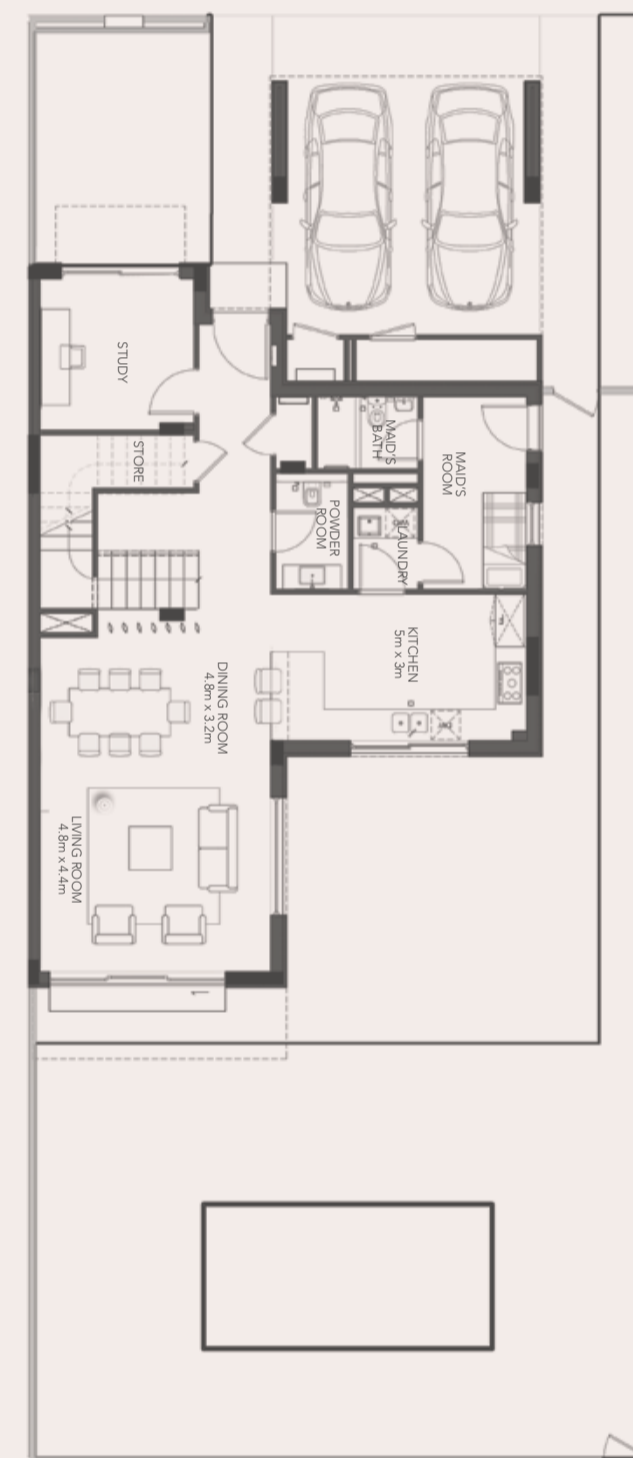 STUDY
STORE
MAID'S
BATH
MAID'S
ROOM
POWDER
ROOM
LAUNDRY
KITCHEN
5m x 3m
DINING ROOM
4.8m x 3.2m
LIVING ROOM
4.8m x 4.4m